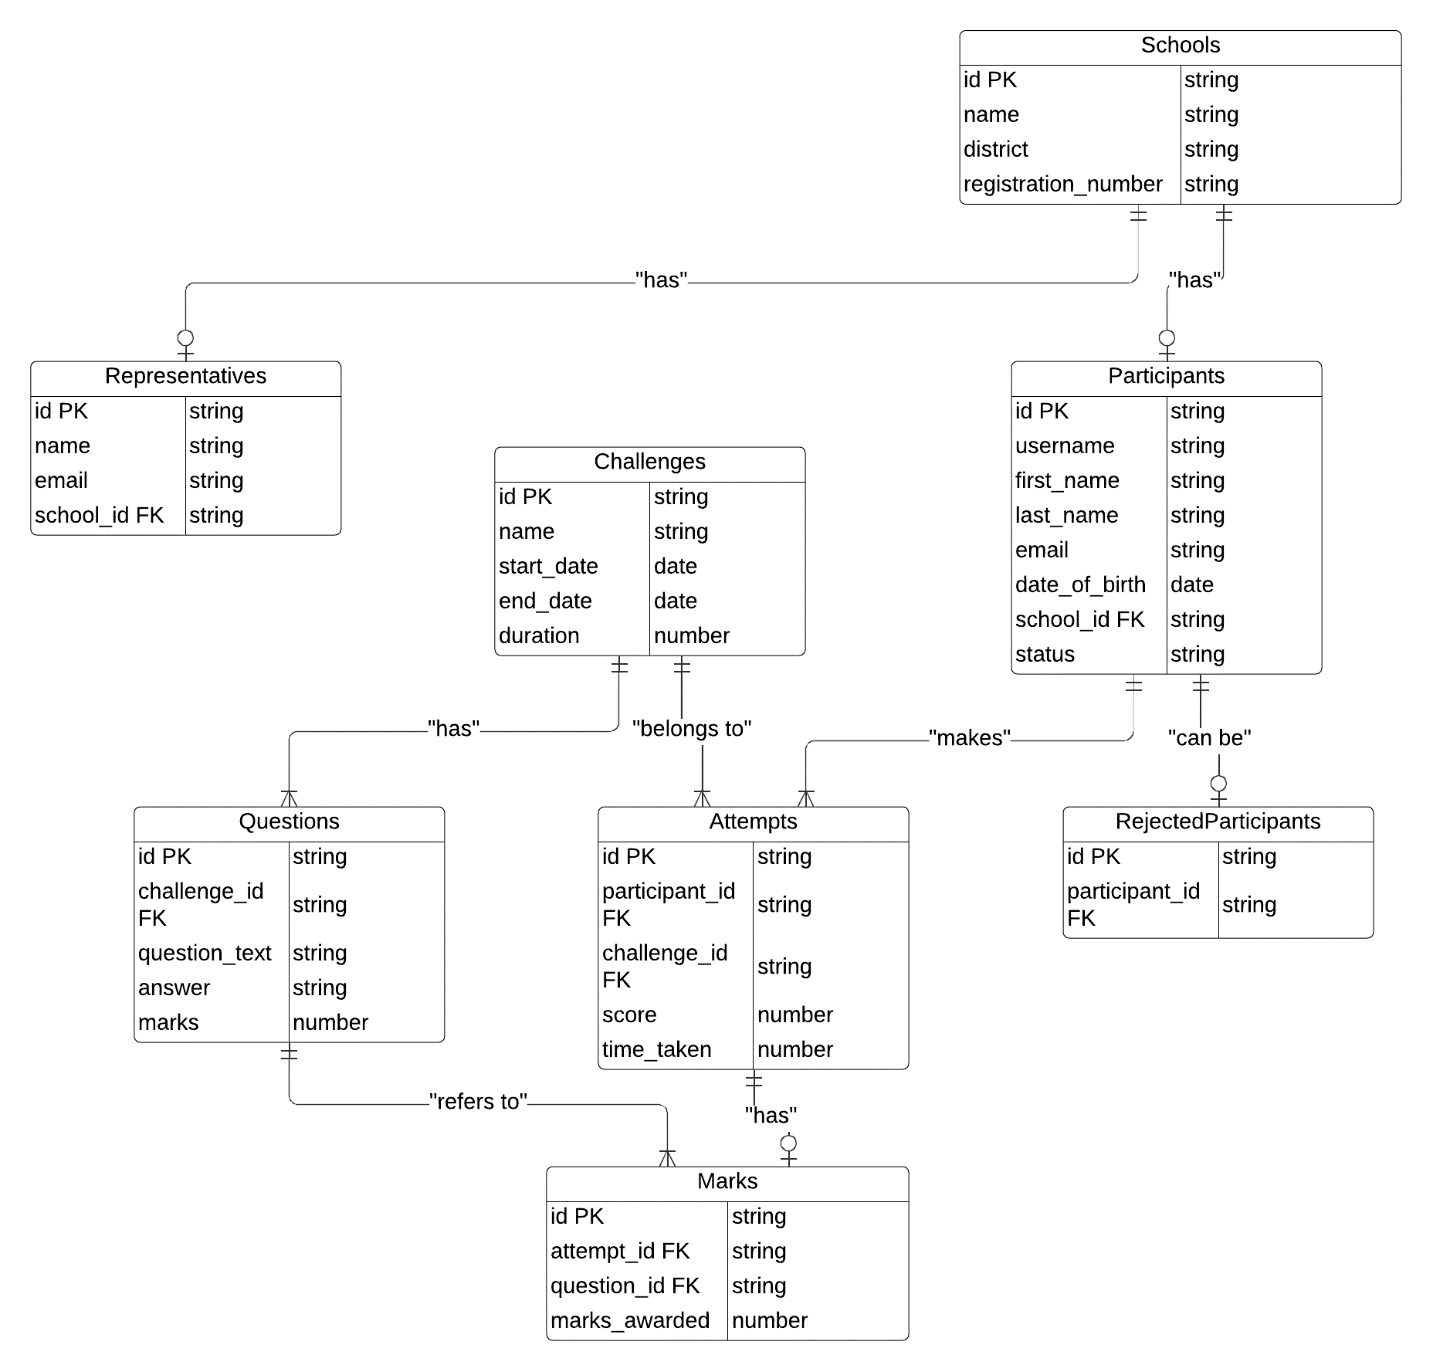 Schools
id PK string
name string
district string
registration_number string
"has" "has"
Representatives
id PK string
name string
email string
school_id FK string
Participants
id PK string
username string
first_name string
last_name string
email string
date_of_birth date
school_id FK string
status string
Challenges
id PK string
name string
start_date date
end_date date
duration number
"has" "belongs to" "makes" "can be"
Questions
id PK string
challenge_id
FK string
question_text string
answer string
marks number
Attempts
id PK string
participant_id
FK string
challenge_id
FK string
score number
time_taken number
RejectedParticipants
id PK string
participant_id
FK string
"refers to" "has"
Marks
id PK string
attempt_id FK string
question_id FK string
marks_awarded number